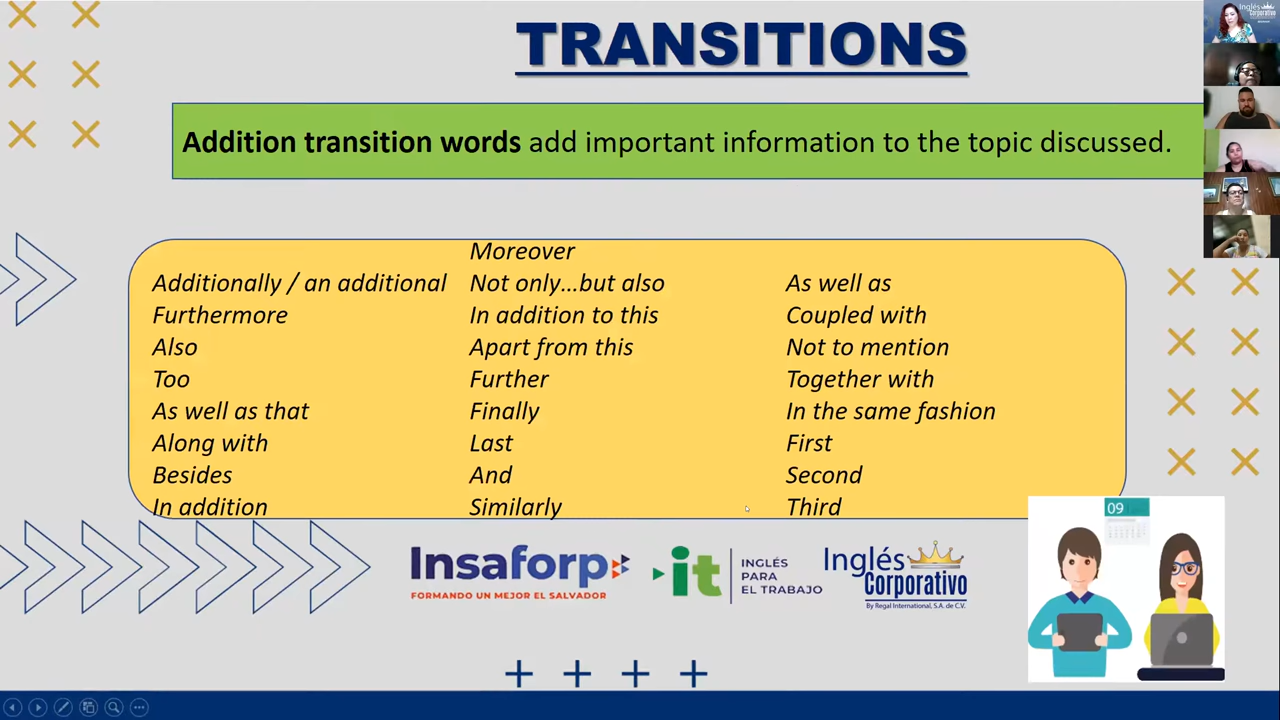 TRANSITIONS
Addition transition words add important information to the topic discussed.
Additionally / an additional
Furthermore
Also
Too
As well as that
Along with
Besides
In addition
Moreover
Not only...but also
In addition to this
Apart from this
Further
Finally
Last
And
Similarly
As well as
Coupled with
Not to mention
Together with
In the same fashion
First
Second
Third
09
Insaforp
FORMANDO UN MEJOR EL SALVADOR
it
INGLÉS
PARA
EL TRABAJO
Inglés
Corporativo
By Regal International, S.A. de C.V.
Inglés
Corporativo